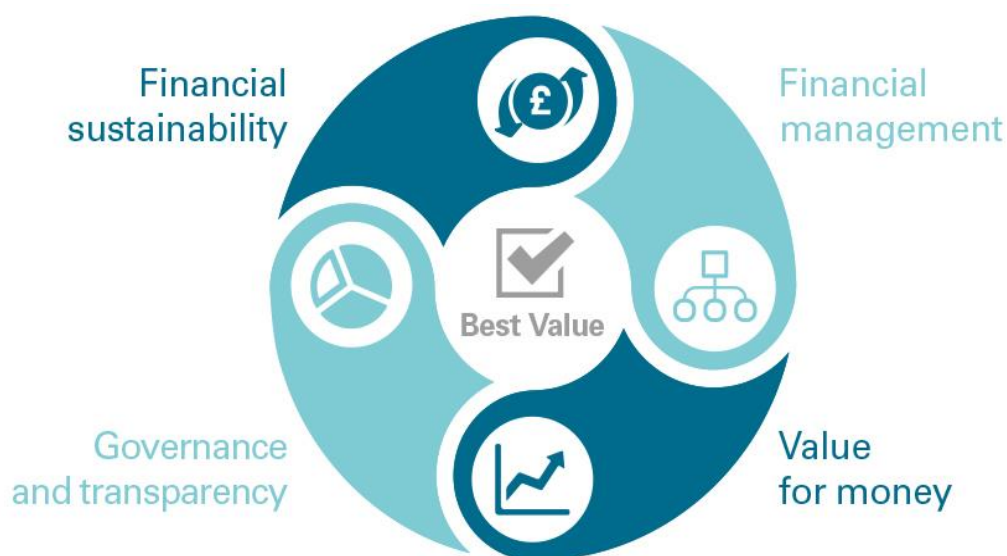 Financial
sustainability
Financial
management
£
Best Value
Governance
and transparency
Value
for money